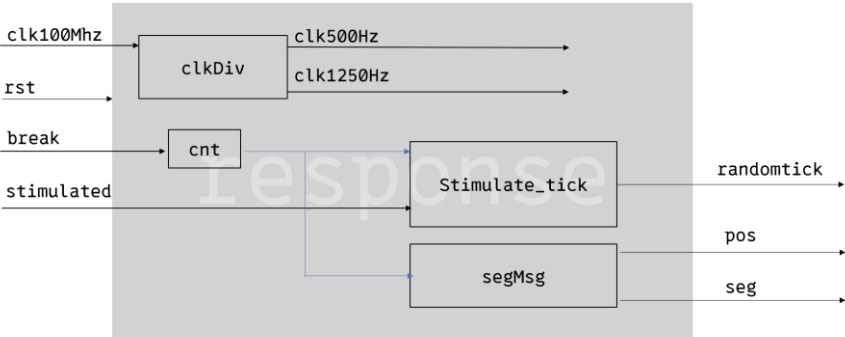 clk100Mhz
clk500Hz
clkDiv
clk1250Hz
rst
break
cnt
response
stimulated
Stimulate_tick
randomtick
pos
segMsg
seg